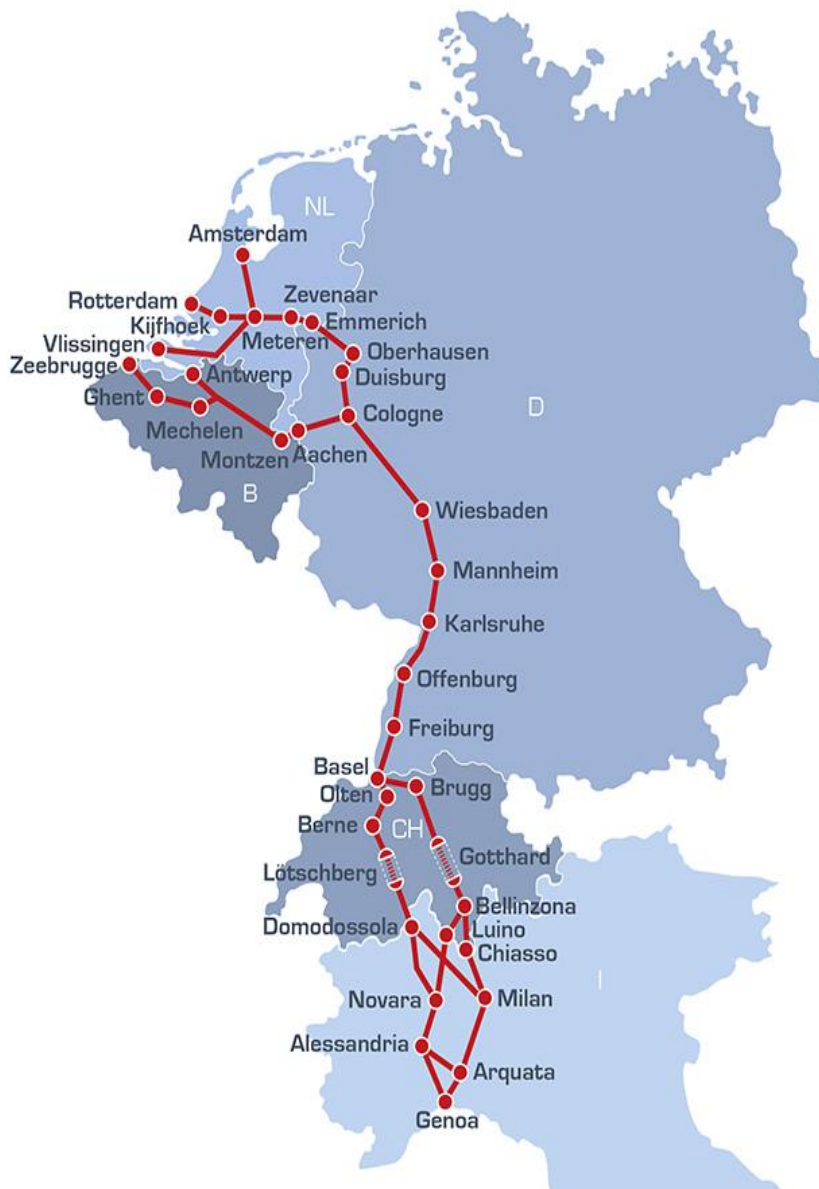 NL
Amsterdam
Rotterdam
Zevenaar
Kijfhoek
Emmerich
Vlissingen
Meteren
Oberhausen
Zeebrugge
Antwerp
Duisburg
Ghent
Cologne
D
Mechelen
Aachen
Montzen
B
Wiesbaden
Mannheim
Karlsruhe
Offenburg
Freiburg
Basel
Brugg
Olten
Berne
CH
Gotthard
Lötschberg
Bellinzona
Domodossola
Luino
Chiasso
I
Novara
Milan
Alessandria
Arquata
Genoa